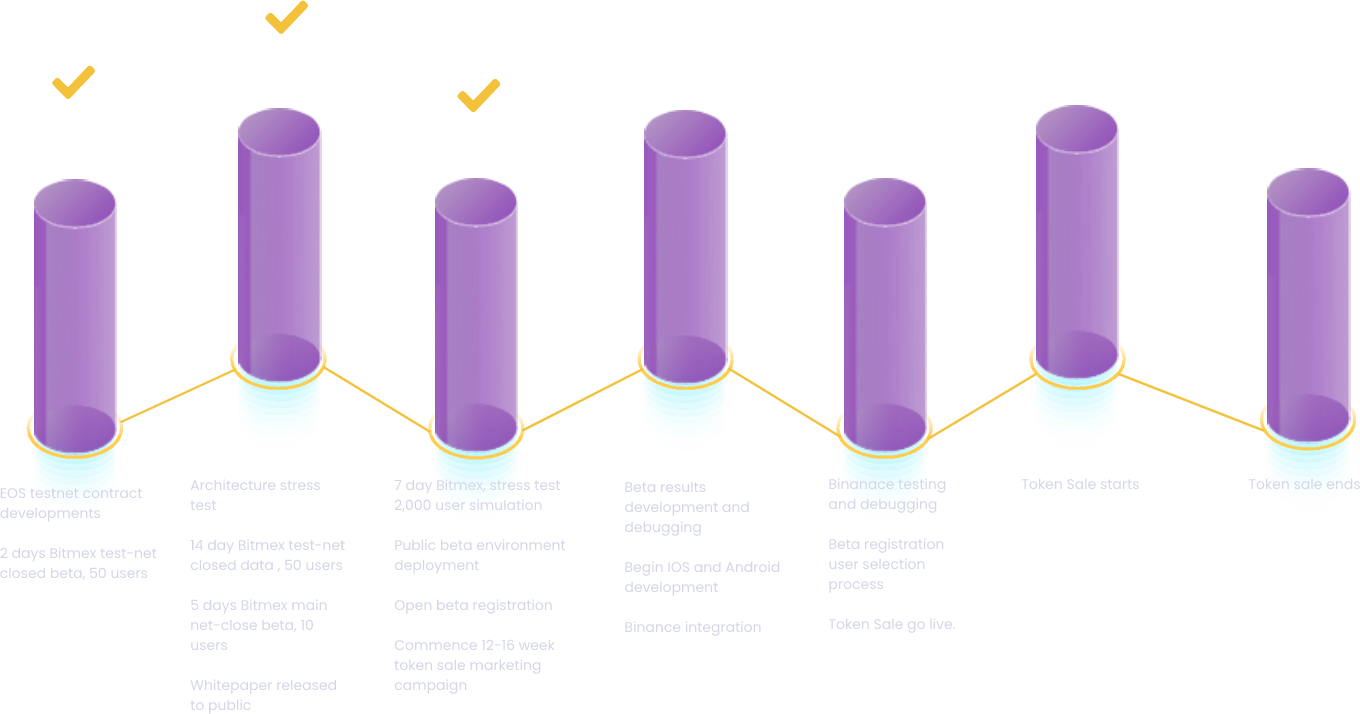 EOS testnet contract
developments
2 days Bitmex test-net
closed beta, 50 users
Architecture stress
test
14 day Bitmex test-net
closed data , 50 users
5 days Bitmex main
net-close beta, 10
users
Whitepaper released
to public
7 day Bitmex, stress test
2,000 user simulation
Public beta environment
deployment
Open beta registration
Commence 12-16 week
token sale marketing
campaign
Beta results
development and
debugging
Begin IOS and Android
development
Binance integration
Binanace testing
and debugging
Beta registration
user selection
process
Token Sale go live.
Token Sale starts
Token sale ends